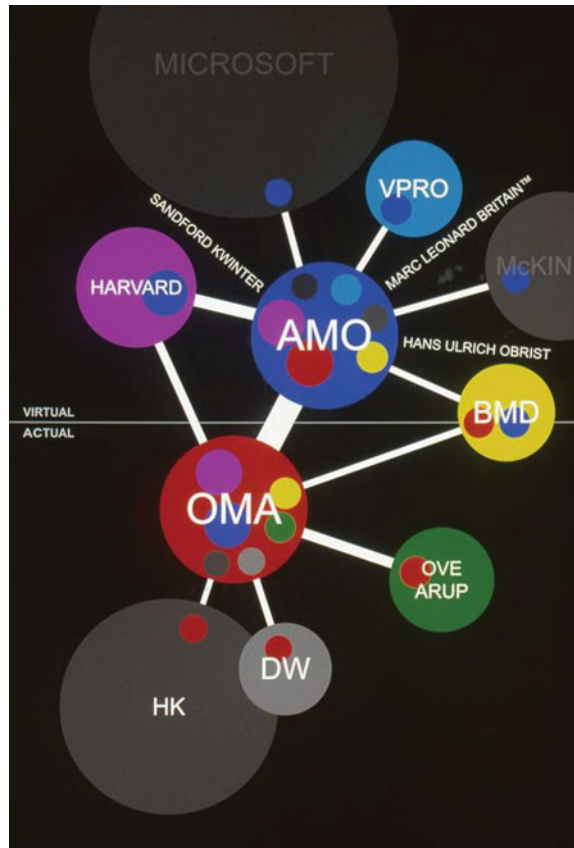 MICROSOFT
VPRO
SANDFORD KWINTER
MARC LEONARD BRITAIN™
McKIN
HARVARD
AMO
HANS ULRICH OBRIST
BMD
VIRTUAL
ACTUAL
OMA
OVE
ARUP
DW
HK